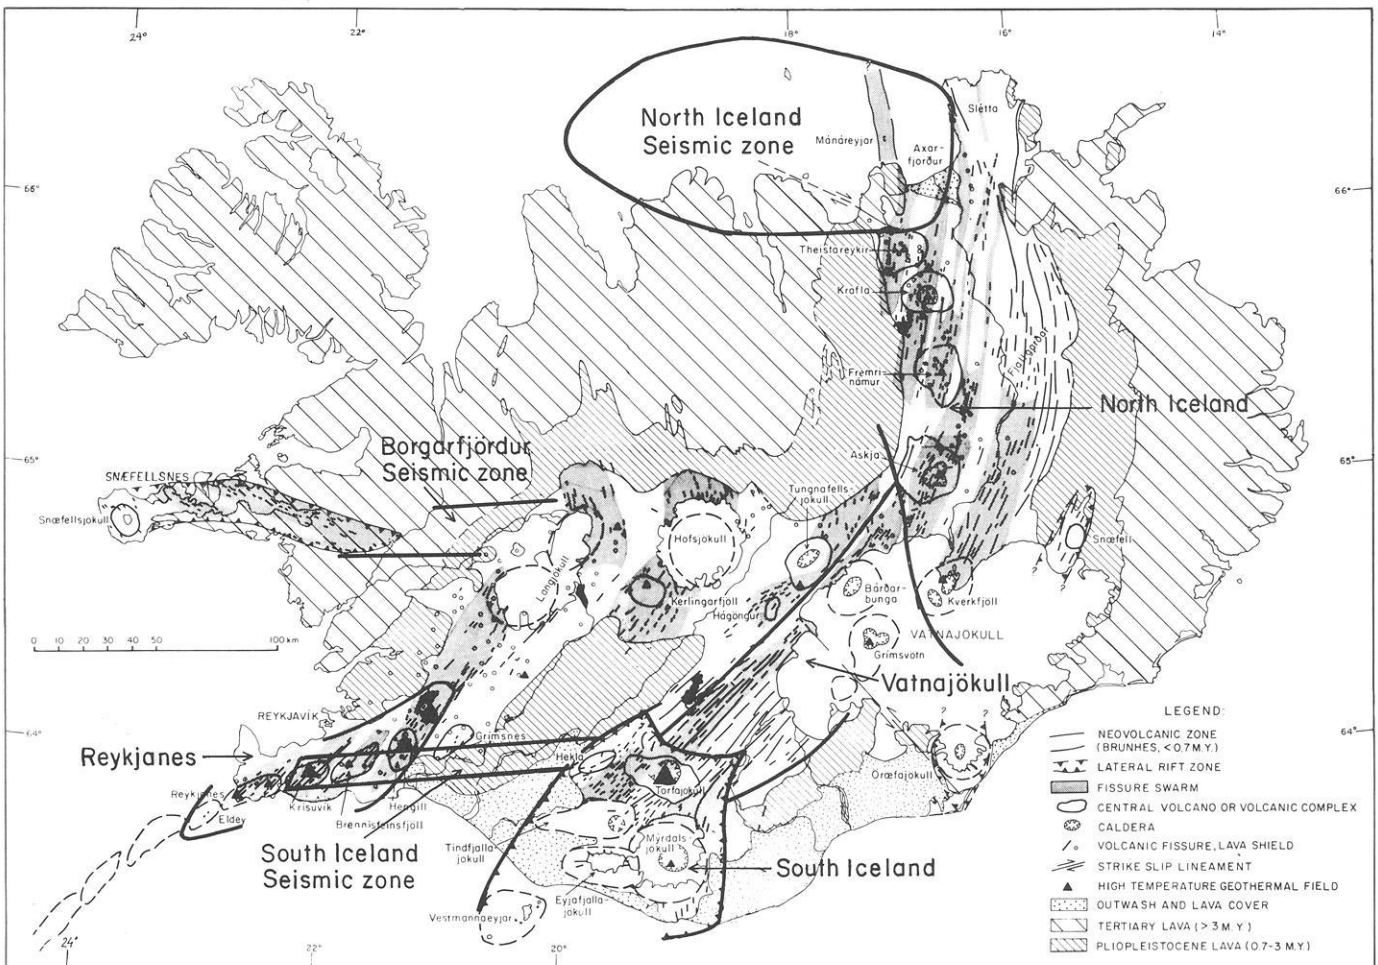 24°
22°
18°
16°
14°
North Iceland
Seismic zone
Slétta
Mánáreyjar
Axar-
fjörður
66°
66°
Theistareykir
Krafla
Fremri
námur
Fjallgarðar
North Iceland
Borgarfjördur
Seismic zone
65°
65°
Askja
SNÆFELLSNES
Tungnafells-
jökull
Snæfellsjökull
Hofsjökull
Snæfell
Langjökull
Kerlingarfjöll
Bárðar-
bunga
Kverkfjöll
Hágöngur
VATNAJÖKULL
Grímsvötn
0 10 20 30 40 50 100 km
Vatnajökull
REYKJAVÍK
Grímsnes
64°
64°
Reykjanes
Hekla
Öræfajökull
Torfajökull
Reykjanes
Krísuvík
Hengill
Eldey
Brennisteinsfjöll
Tindfjalla-
jökull
Mýrdals-
jökull
South Iceland
Seismic zone
South Iceland
Eyjafjalla-
jökull
Vestmannaeyjar
24°
22°
20°
LEGEND:
NEOVOLCANIC ZONE
(BRUNHES, <0.7 M.Y.)
LATERAL RIFT ZONE
FISSURE SWARM
CENTRAL VOLCANO OR VOLCANIC COMPLEX
CALDERA
VOLCANIC FISSURE, LAVA SHIELD
STRIKE SLIP LINEAMENT
HIGH TEMPERATURE GEOTHERMAL FIELD
OUTWASH AND LAVA COVER
TERTIARY LAVA (>3 M.Y.)
PLIOPLEISTOCENE LAVA (0.7-3 M.Y)